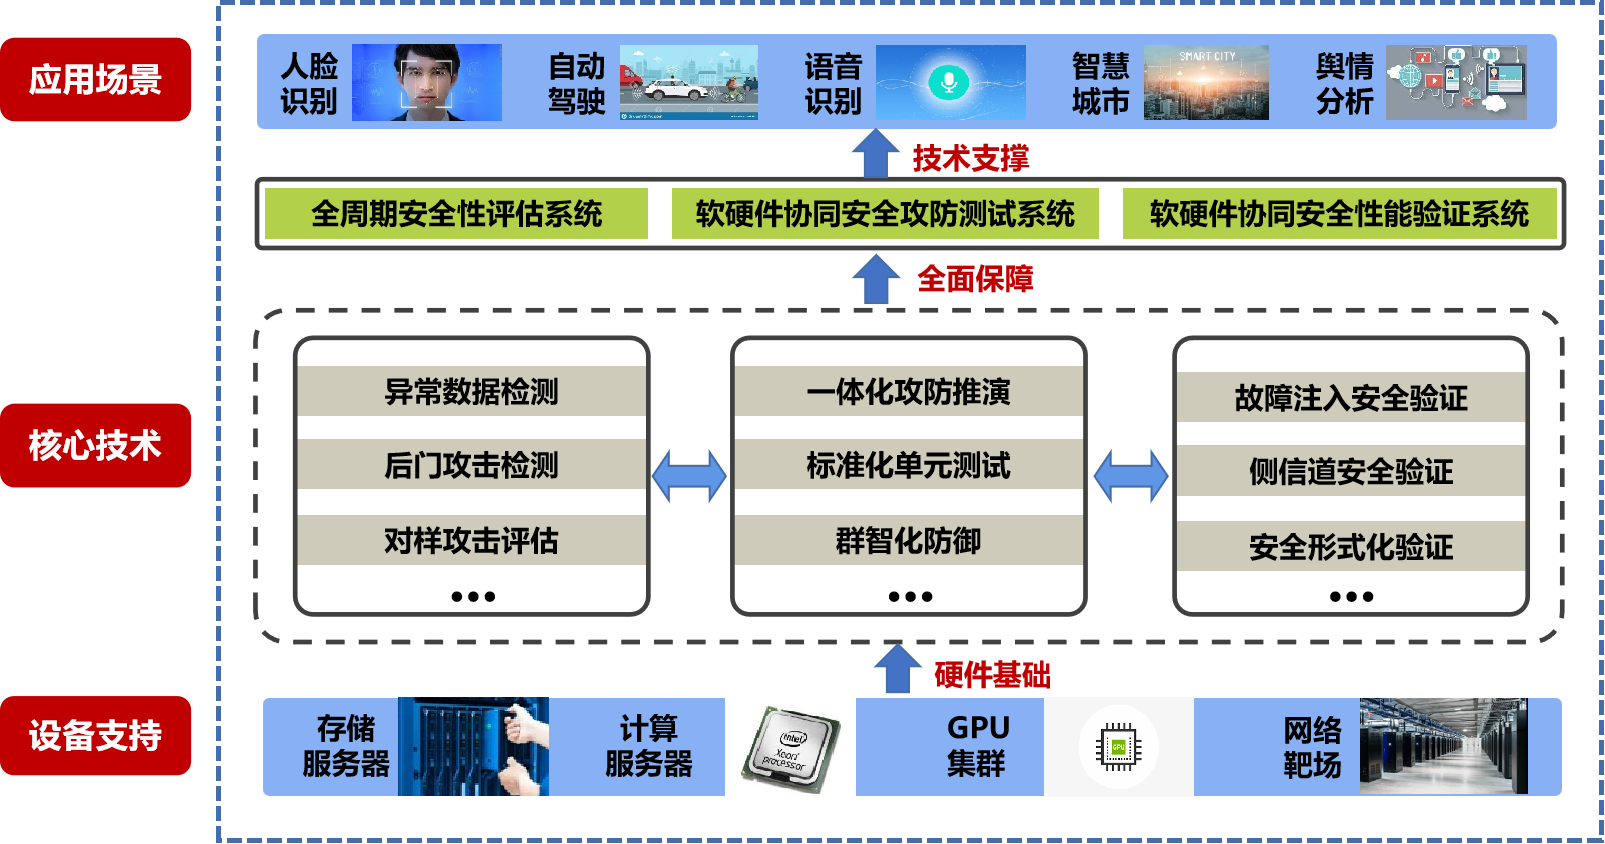 应用场景
人脸
识别
自动
驾驶
语音
识别
智慧
城市
SMART CITY
舆情
分析
技术支撑
全周期安全性评估系统
软硬件协同安全攻防测试系统
软硬件协同安全性能验证系统
全面保障
核心技术
异常数据检测
后门攻击检测
对样攻击评估
•••
一体化攻防推演
标准化单元测试
群智化防御
•••
故障注入安全验证
侧信道安全验证
安全形式化验证
•••
硬件基础
设备支持
存储
服务器
计算
服务器
intel
Xeon
processor
GPU
集群
GPU
网络
靶场